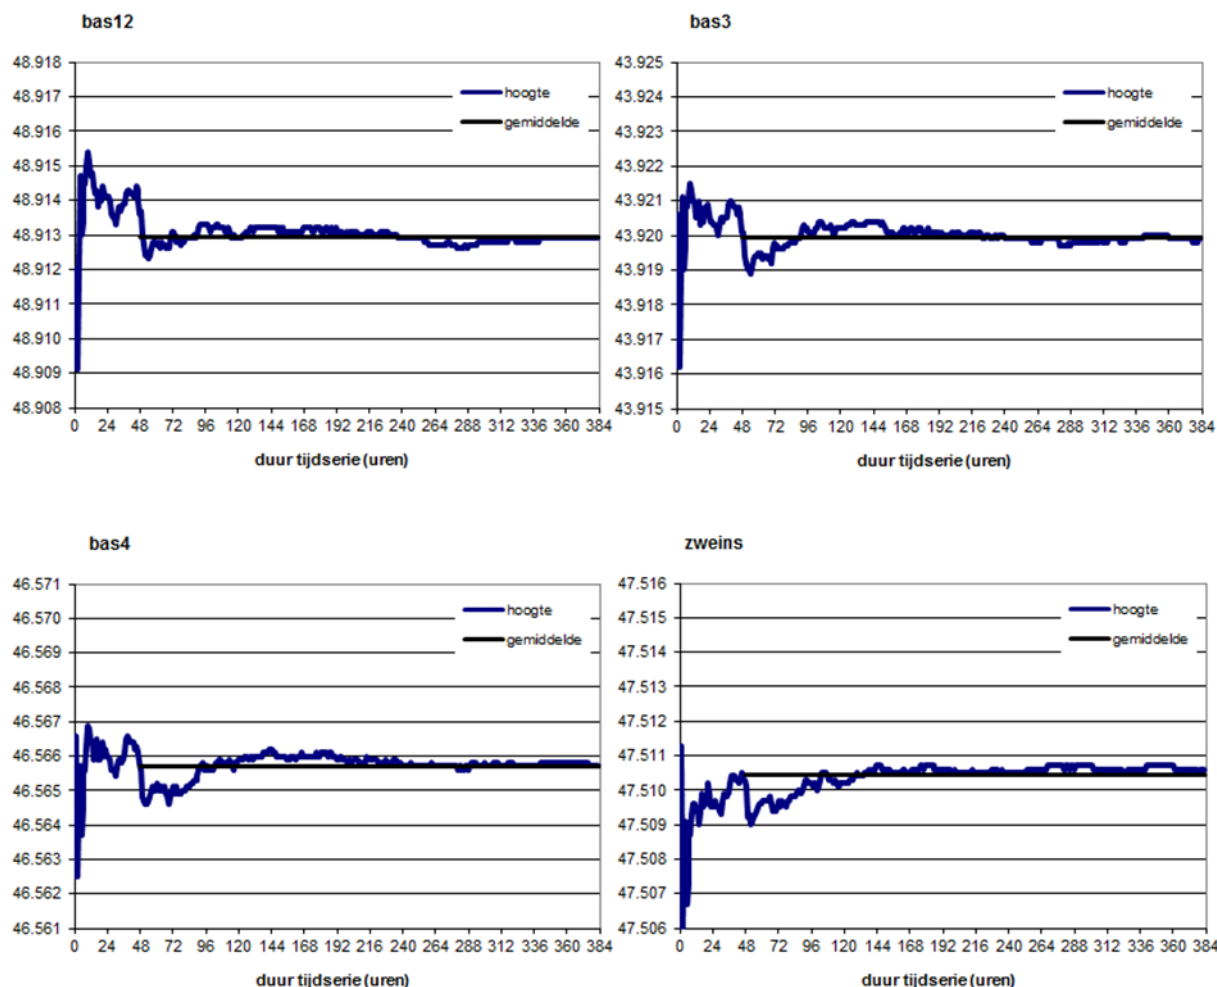 bas12
48.918
48.917
48.916
48.915
48.914
48.913
48.912
48.911
48.910
48.909
48.908
hoogte
gemiddelde
0 24 48 72 96 120 144 168 192 216 240 264 288 312 336 360 384
duur tijdserie (uren)
bas3
43.925
43.924
43.923
43.922
43.921
43.920
43.919
43.918
43.917
43.916
43.915
hoogte
gemiddelde
0 24 48 72 96 120 144 168 192 216 240 264 288 312 336 360 384
duur tijdserie (uren)
bas4
46.571
46.570
46.569
46.568
46.567
46.566
46.565
46.564
46.563
46.562
46.561
hoogte
gemiddelde
0 24 48 72 96 120 144 168 192 216 240 264 288 312 336 360 384
duur tijdserie (uren)
zweins
47.516
47.515
47.514
47.513
47.512
47.511
47.510
47.509
47.508
47.507
47.506
hoogte
gemiddelde
0 24 48 72 96 120 144 168 192 216 240 264 288 312 336 360 384
duur tijdserie (uren)